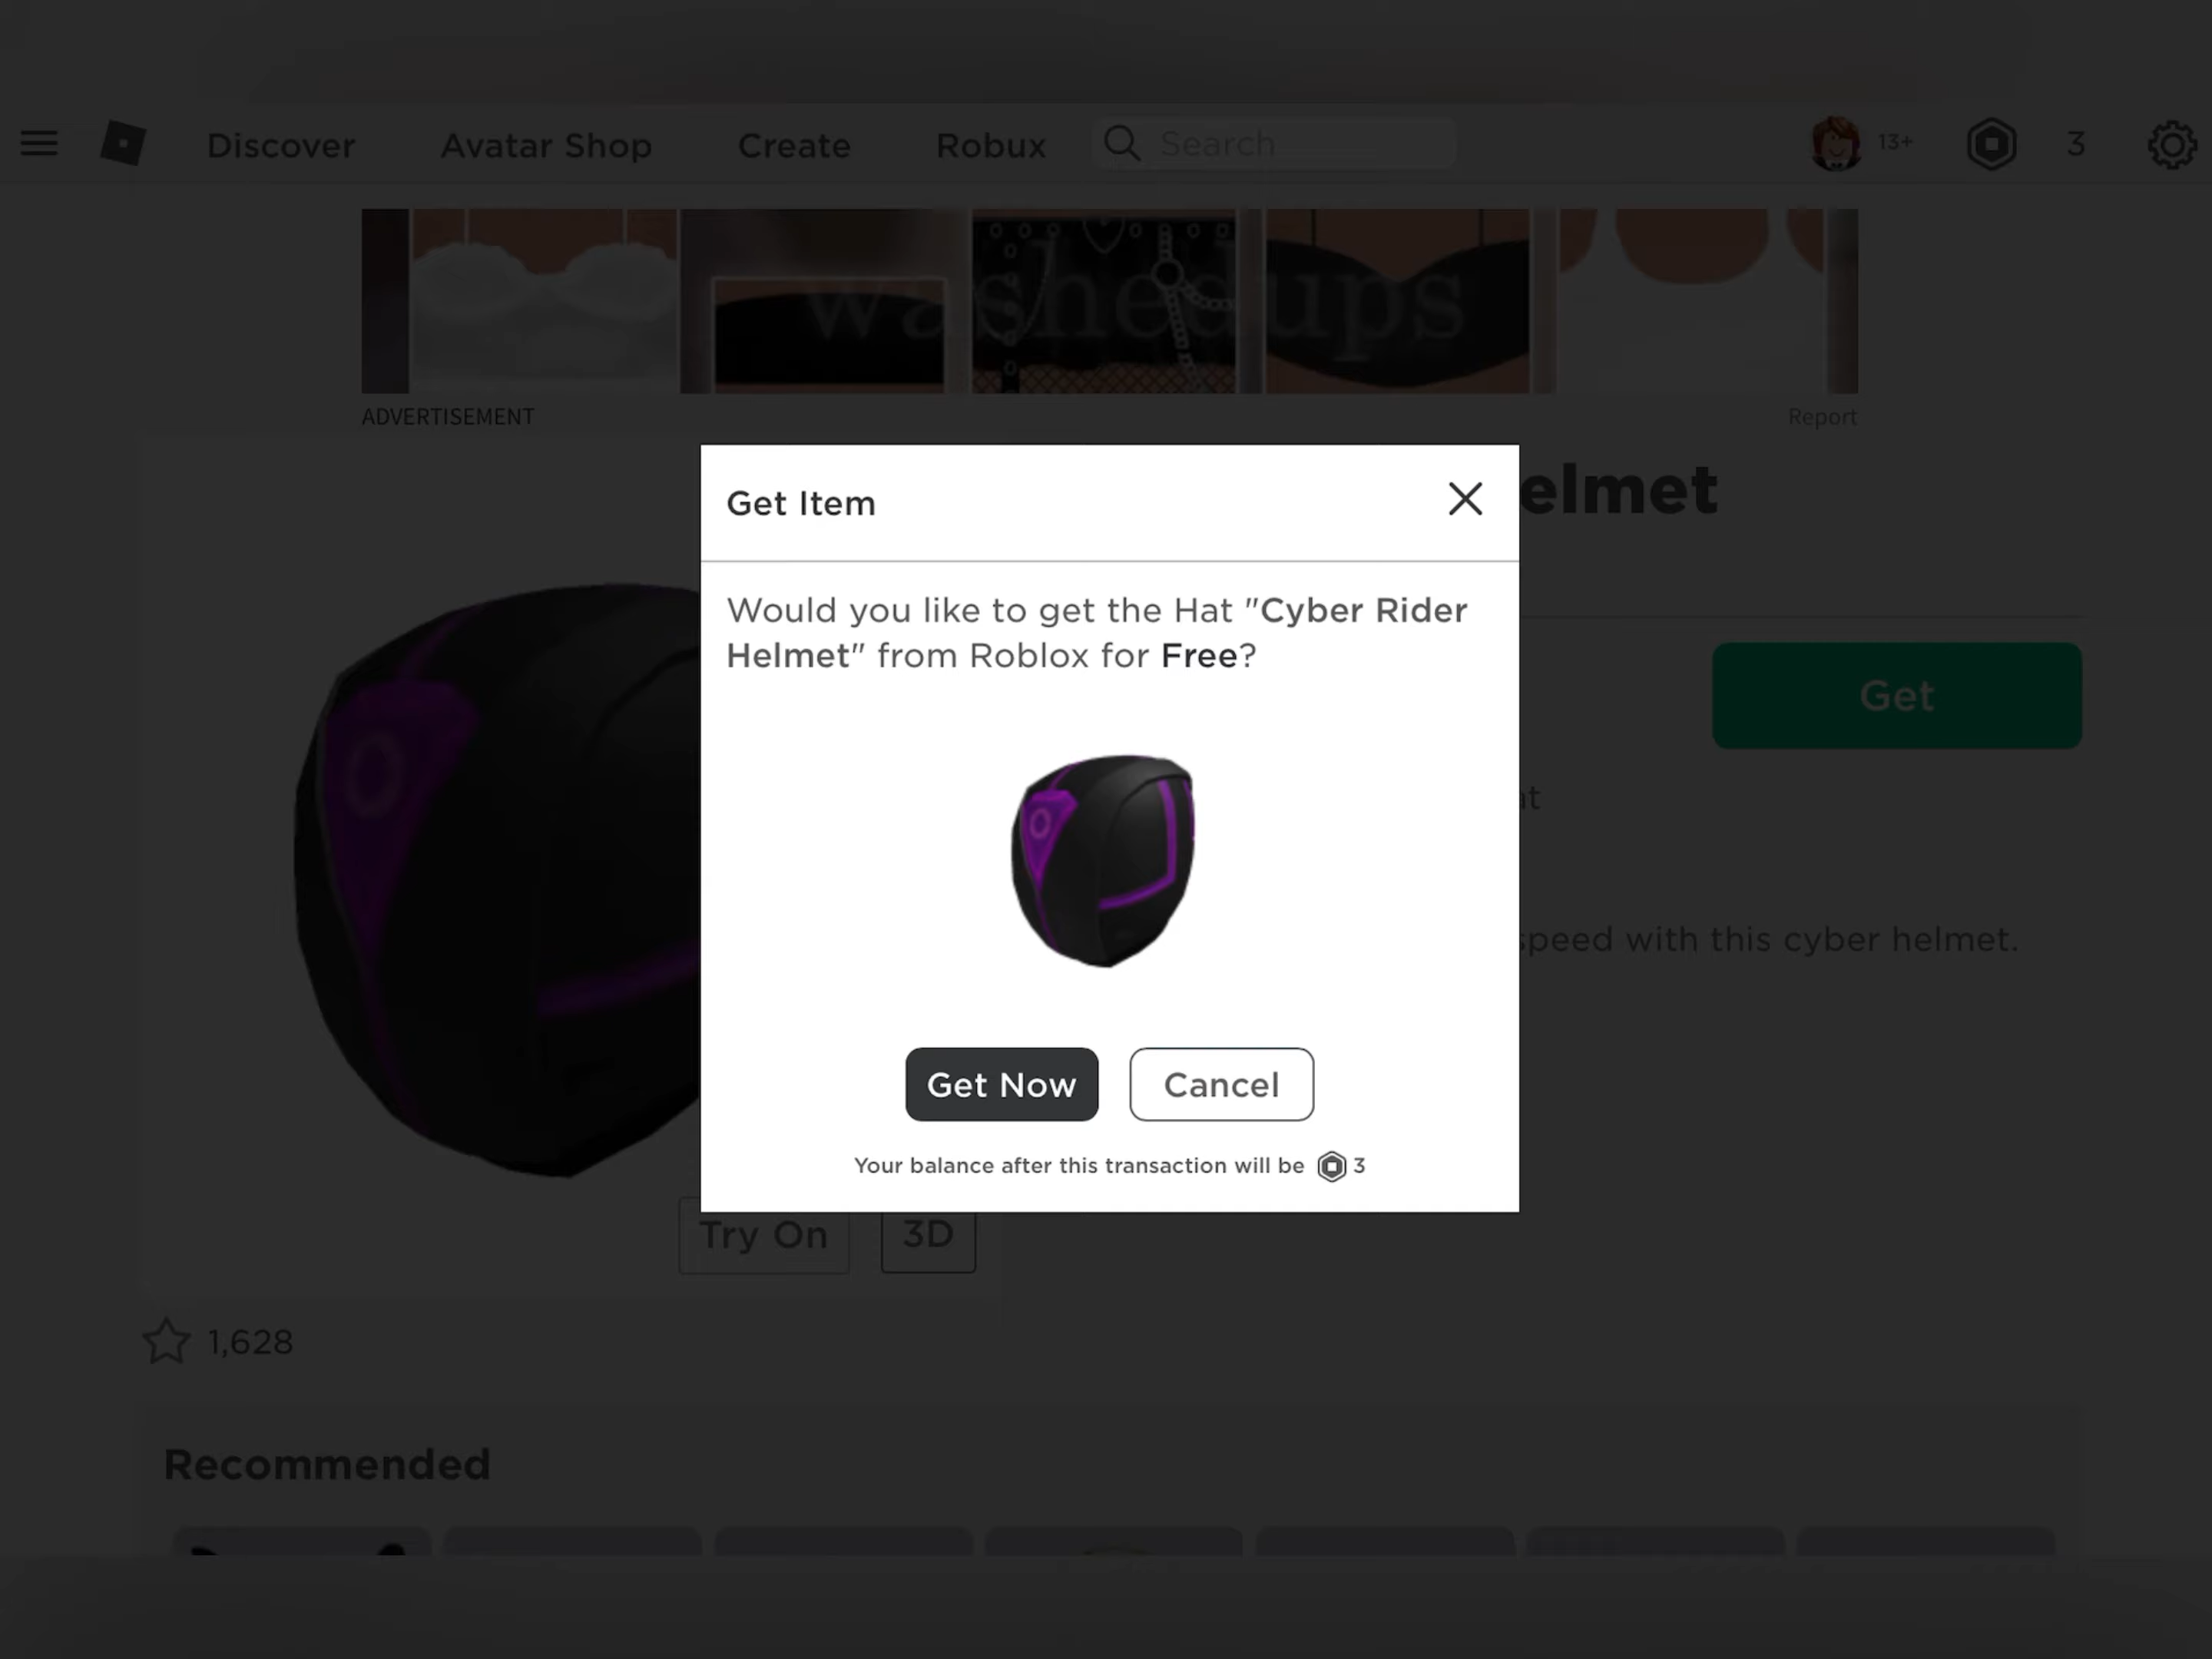 Discover
Avatar Shop
Create
Robux
Search
13+
3
washedups
ADVERTISEMENT
Report
elmet
Get Item
Would you like to get the Hat "Cyber Rider
Helmet" from Roblox for Free?
Get
at
speed with this cyber helmet.
Get Now
Cancel
Your balance after this transaction will be 3
Try On
3D
1,628
Recommended